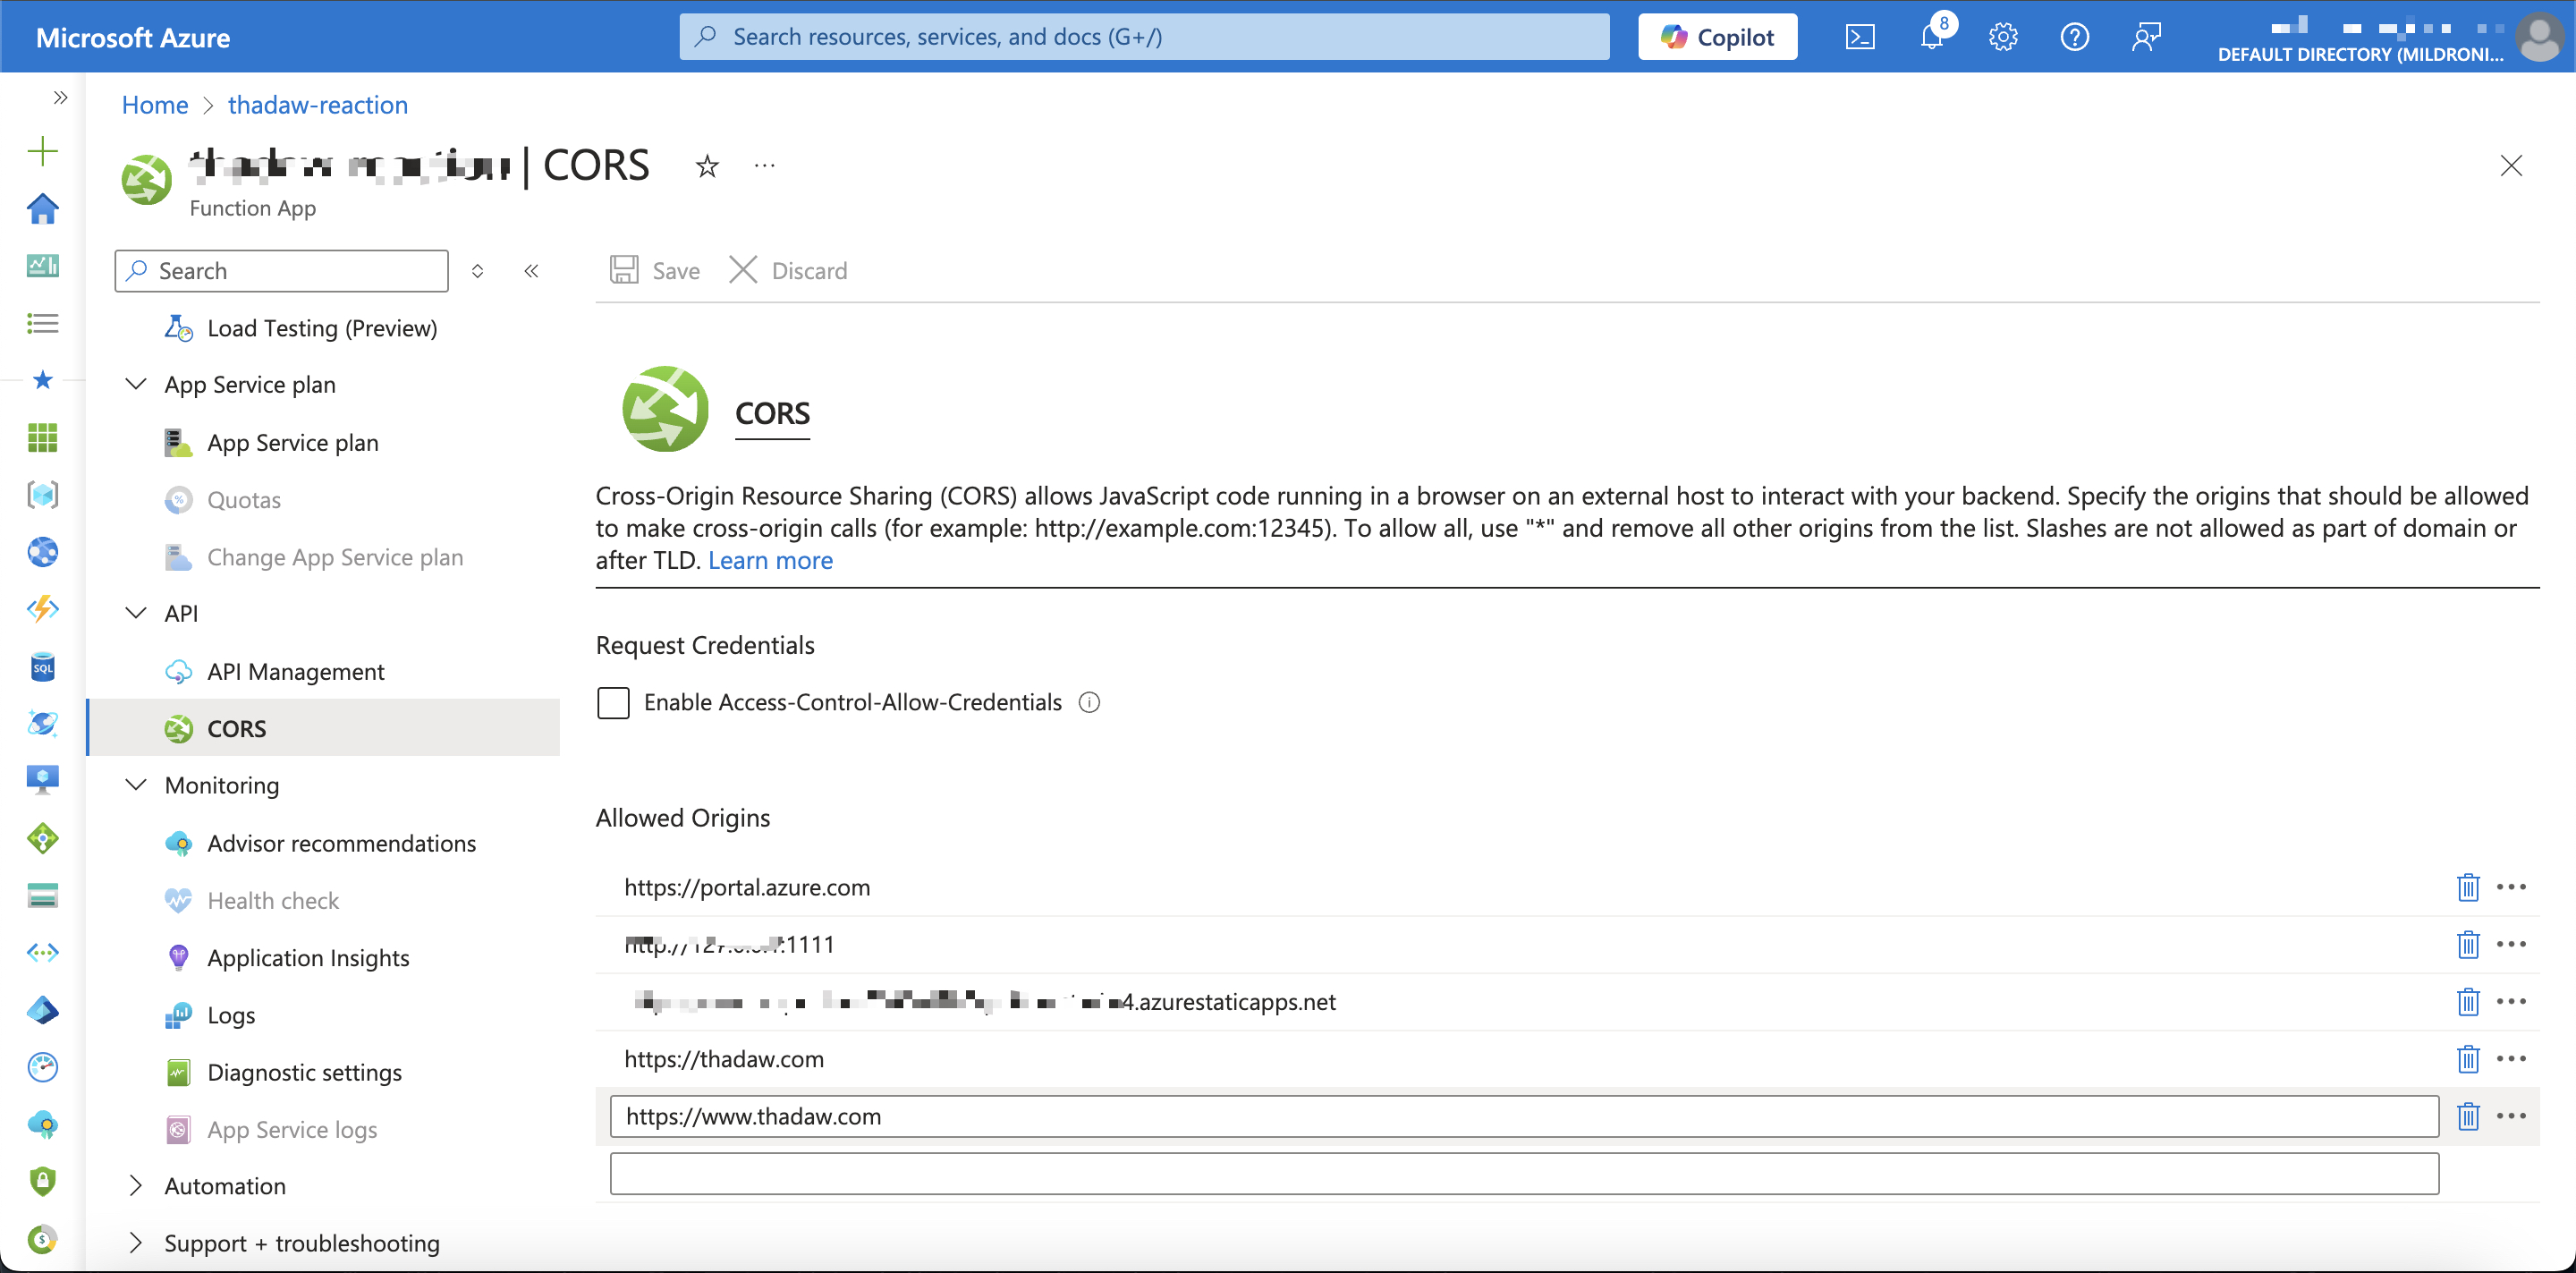 Microsoft Azure
Search resources, services, and docs (G+/)
Copilot
8
DEFAULT DIRECTORY (MILDRONI...
Home > thadaw-reaction
| CORS
Function App
Search
Save
Discard
Load Testing (Preview)
App Service plan
App Service plan
Quotas
Change App Service plan
API
API Management
CORS
Monitoring
Advisor recommendations
Health check
Application Insights
Logs
Diagnostic settings
App Service logs
Automation
Support + troubleshooting
CORS
Cross-Origin Resource Sharing (CORS) allows JavaScript code running in a browser on an external host to interact with your backend. Specify the origins that should be allowed
to make cross-origin calls (for example: http://example.com:12345). To allow all, use "*" and remove all other origins from the list. Slashes are not allowed as part of domain or
after TLD. Learn more
Request Credentials
Enable Access-Control-Allow-Credentials
Allowed Origins
https://portal.azure.com
:1111
4.azurestaticapps.net
https://thadaw.com
https://www.thadaw.com
SQL